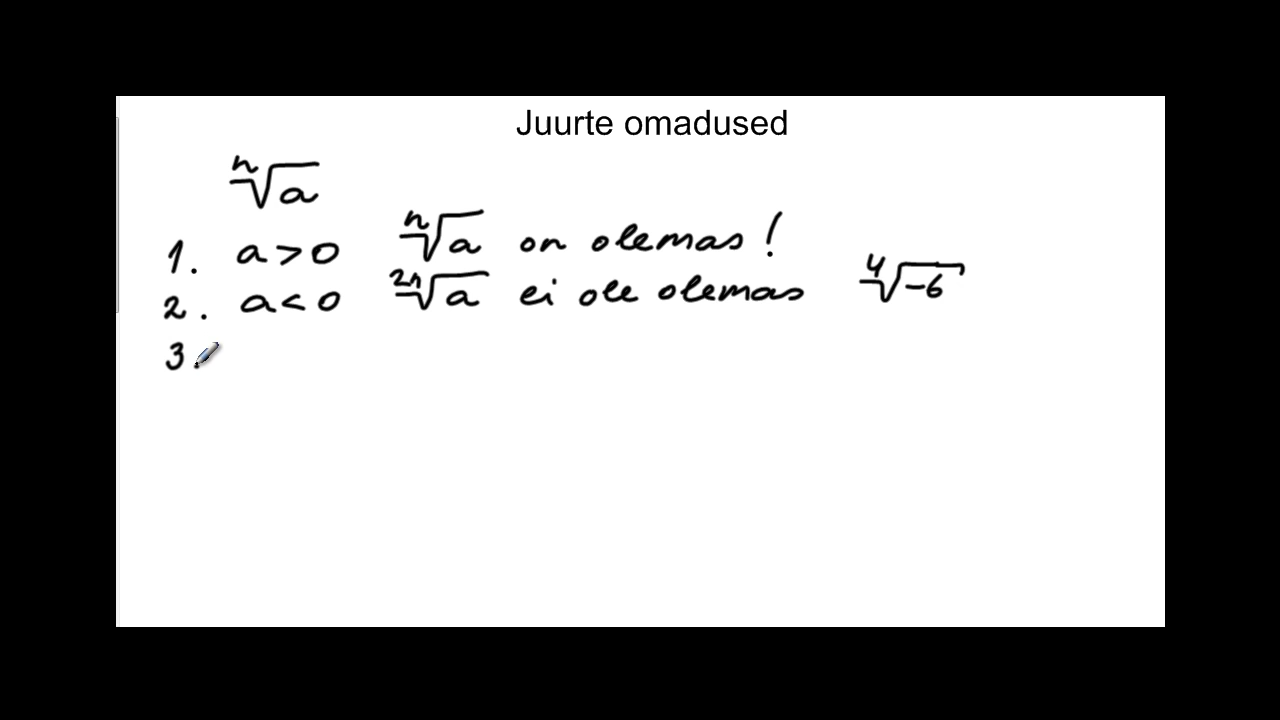 Juurte omadused
ⁿ√a
1. a > 0 ⁿ√a on olemas !
2. a < 0 ²ⁿ√a ei ole olemas ⁴√-6
3